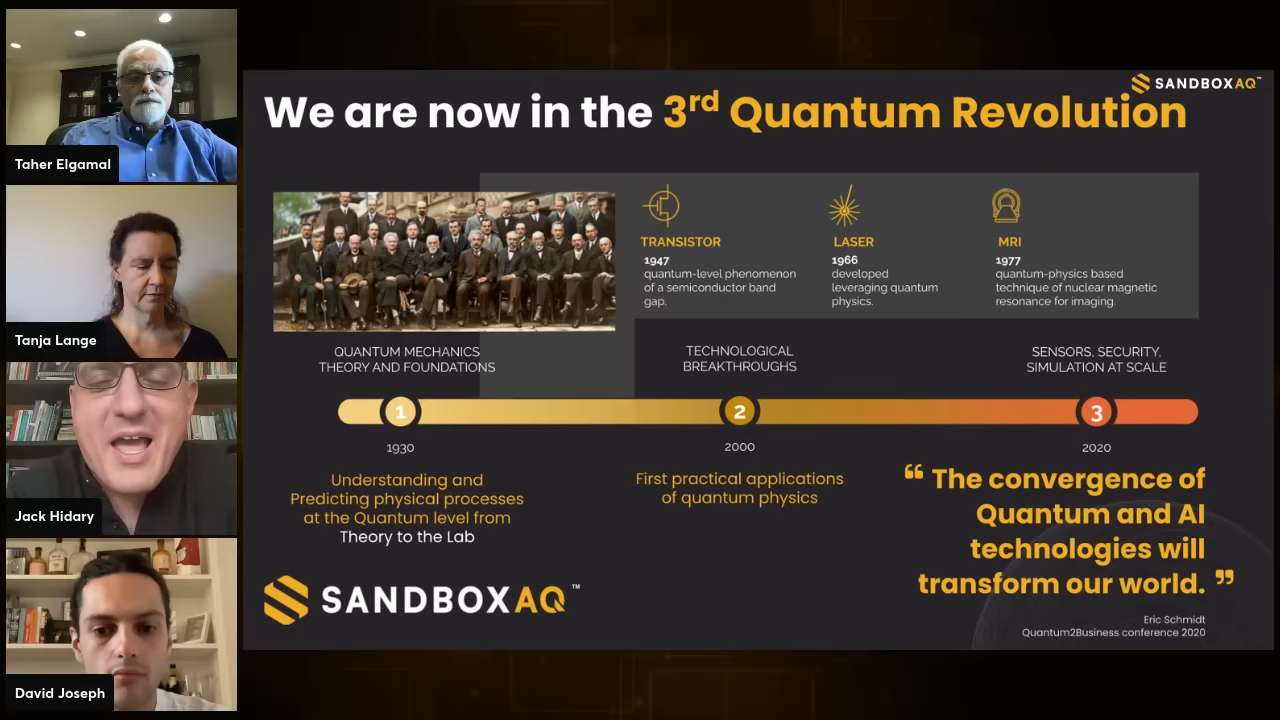 Taher Elgamal
Tanja Lange
Jack Hidary
David Joseph
SANDBOXAQ™
We are now in the 3rd Quantum Revolution
TRANSISTOR
1947
quantum-level phenomenon
of a semiconductor band
gap.
LASER
1966
developed
leveraging quantum
physics.
MRI
1977
quantum-physics based
technique of nuclear magnetic
resonance for imaging.
QUANTUM MECHANICS
THEORY AND FOUNDATIONS
TECHNOLOGICAL
BREAKTHROUGHS
SENSORS, SECURITY,
SIMULATION AT SCALE
1
2
3
1930
2000
2020
Understanding and
Predicting physical processes
at the Quantum level from
Theory to the Lab
First practical applications
of quantum physics
“ The convergence of
Quantum and AI
technologies will
transform our world. ”
Eric Schmidt
Quantum2Business conference 2020
SANDBOXAQ™